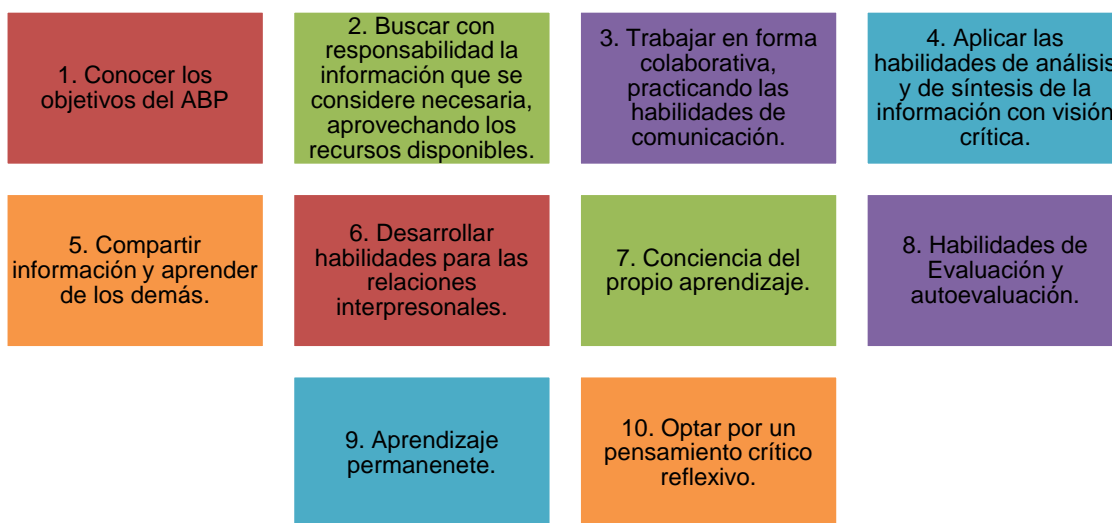 1. Conocer los
objetivos del ABP
2. Buscar con
responsabilidad la
información que se
considere necesaria,
aprovechando los
recursos disponibles.
3. Trabajar en forma
colaborativa,
practicando las
habilidades de
comunicación.
4. Aplicar las
habilidades de análisis
y de síntesis de la
información con visión
crítica.
5. Compartir
información y aprender
de los demás.
6. Desarrollar
habilidades para las
relaciones
interpresonales.
7. Conciencia del
propio aprendizaje.
8. Habilidades de
Evaluación y
autoevaluación.
9. Aprendizaje
permanenete.
10. Optar por un
pensamiento crítico
reflexivo.